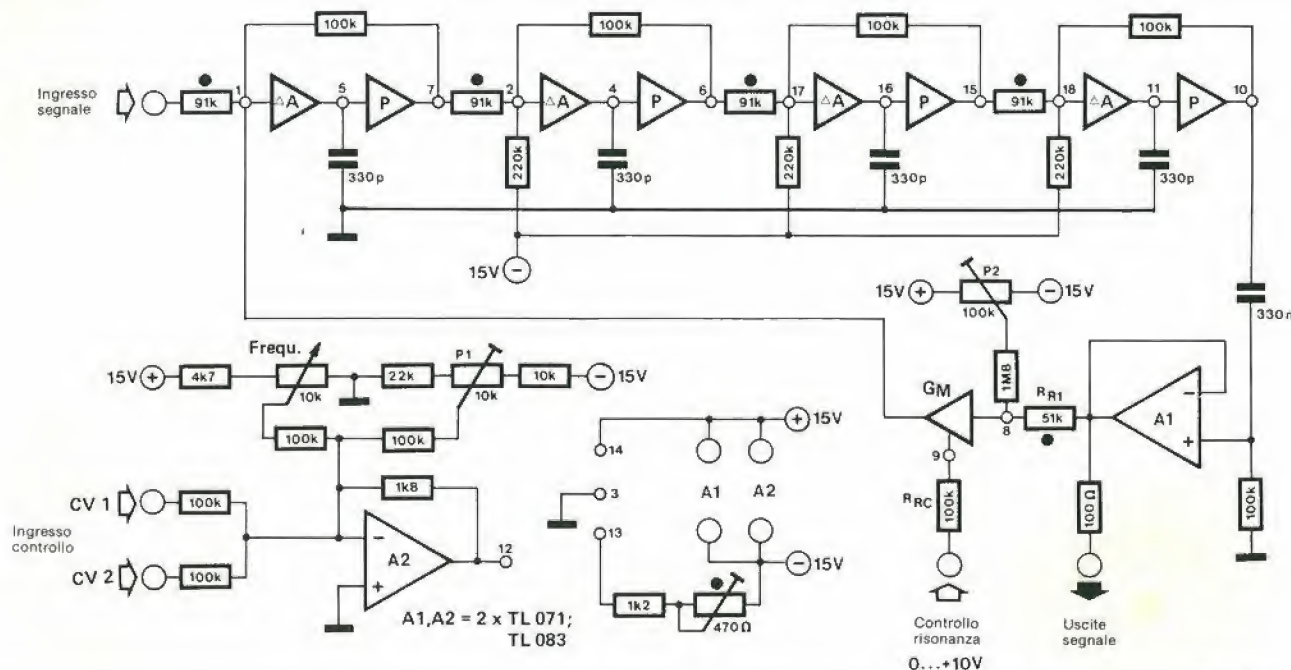 100k
100k
100k
100k
Ingresso
segnale
91k
1
ΔA
5
P
7
91k
2
ΔA
4
P
6
91k
17
ΔA
16
P
15
91k
18
ΔA
11
P
10
330p
220k
330p
220k
330p
220k
330p
15V
−
15V
+
P2
100k
−
15V
330n
Frequ.
15V
+
4k7
10k
22k
P1
10k
10k
−
15V
1M8
GM
8
RR1
51k
A1
−
+
9
100k
100k
1k8
14
+
15V
A1
A2
3
13
−
15V
RRC
100k
100Ω
100k
CV 1
100k
Ingresso
controllo
CV 2
100k
−
A2
+
12
1k2
470Ω
A1,A2 = 2 x TL 071;
TL 083
Controllo
risonanza
0...+10V
Uscite
segnale